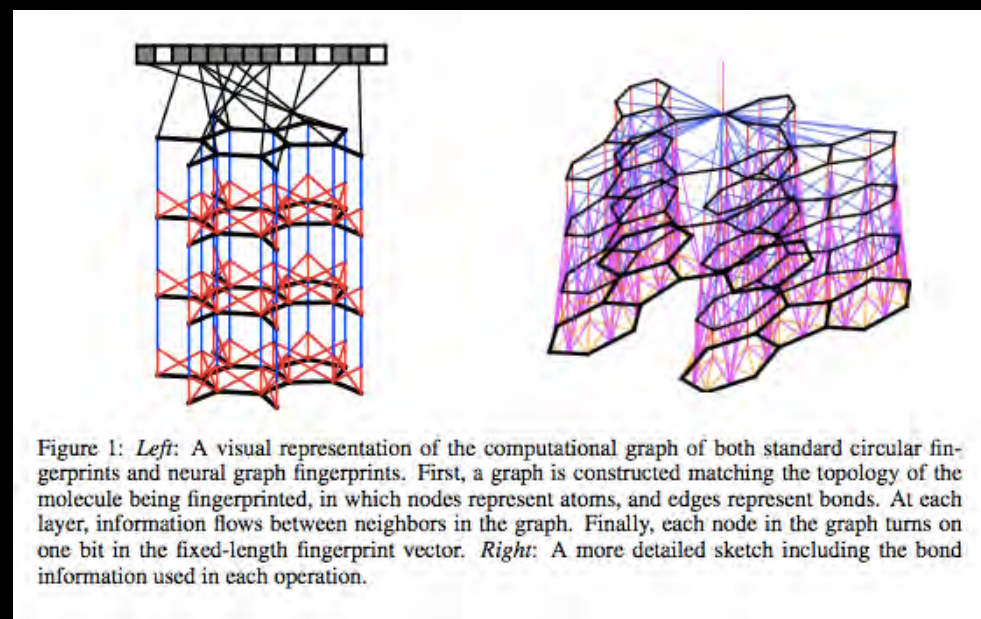 Figure 1: Left: A visual representation of the computational graph of both standard circular fin-
gerprints and neural graph fingerprints. First, a graph is constructed matching the topology of the
molecule being fingerprinted, in which nodes represent atoms, and edges represent bonds. At each
layer, information flows between neighbors in the graph. Finally, each node in the graph turns on
one bit in the fixed-length fingerprint vector. Right: A more detailed sketch including the bond
information used in each operation.